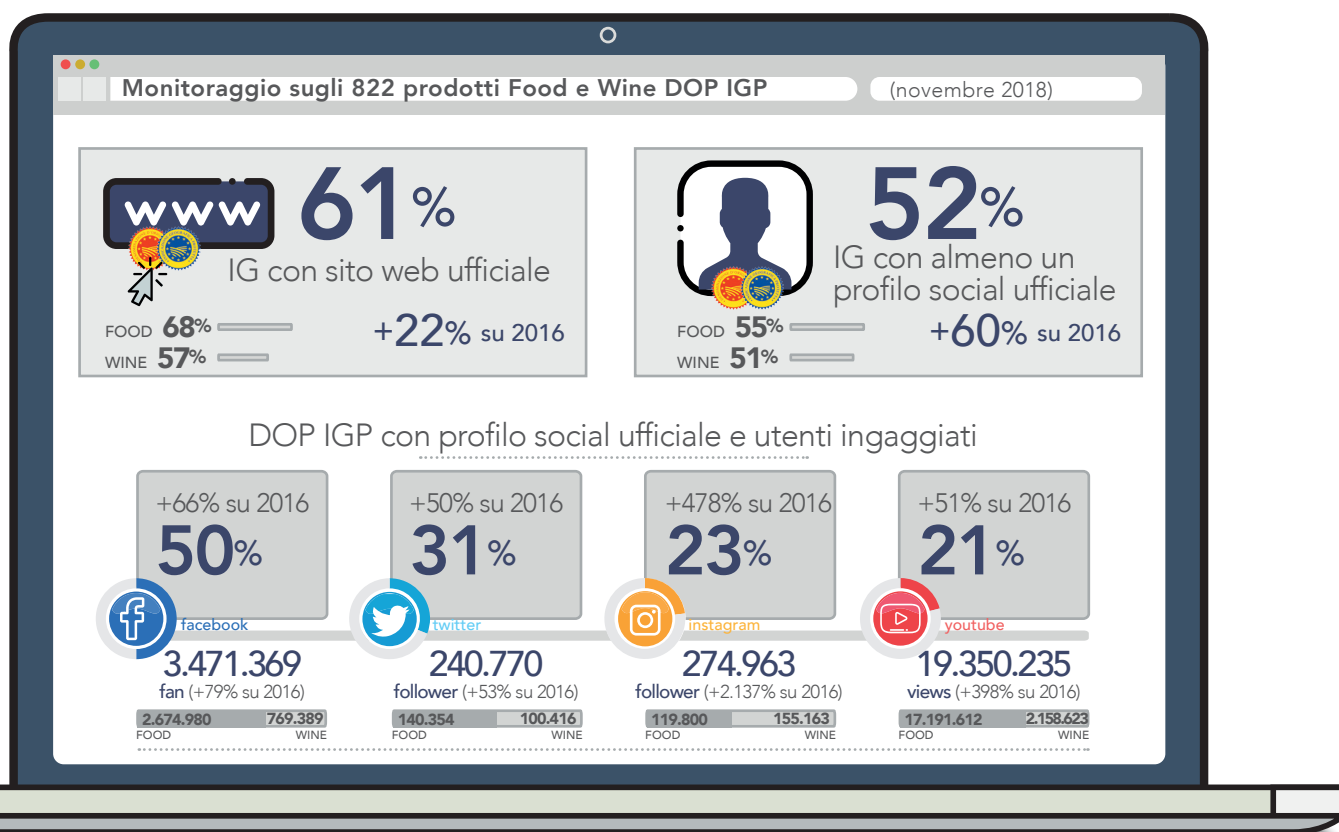 Monitoraggio sugli 822 prodotti Food e Wine DOP IGP
(novembre 2018)
www
61%
IG con sito web ufficiale
FOOD 68%
WINE 57%
+22% su 2016
52%
IG con almeno un
profilo social ufficiale
FOOD 55%
WINE 51%
+60% su 2016
DOP IGP con profilo social ufficiale e utenti ingaggiati
+66% su 2016
50%
facebook
3.471.369
fan (+79% su 2016)
2.674.980 769.389
FOOD WINE
+50% su 2016
31%
twitter
240.770
follower (+53% su 2016)
140.354 100.416
FOOD WINE
+478% su 2016
23%
instagram
274.963
follower (+2.137% su 2016)
119.800 155.163
FOOD WINE
+51% su 2016
21%
youtube
19.350.235
views (+398% su 2016)
17.191.612 2.158.623
FOOD WINE